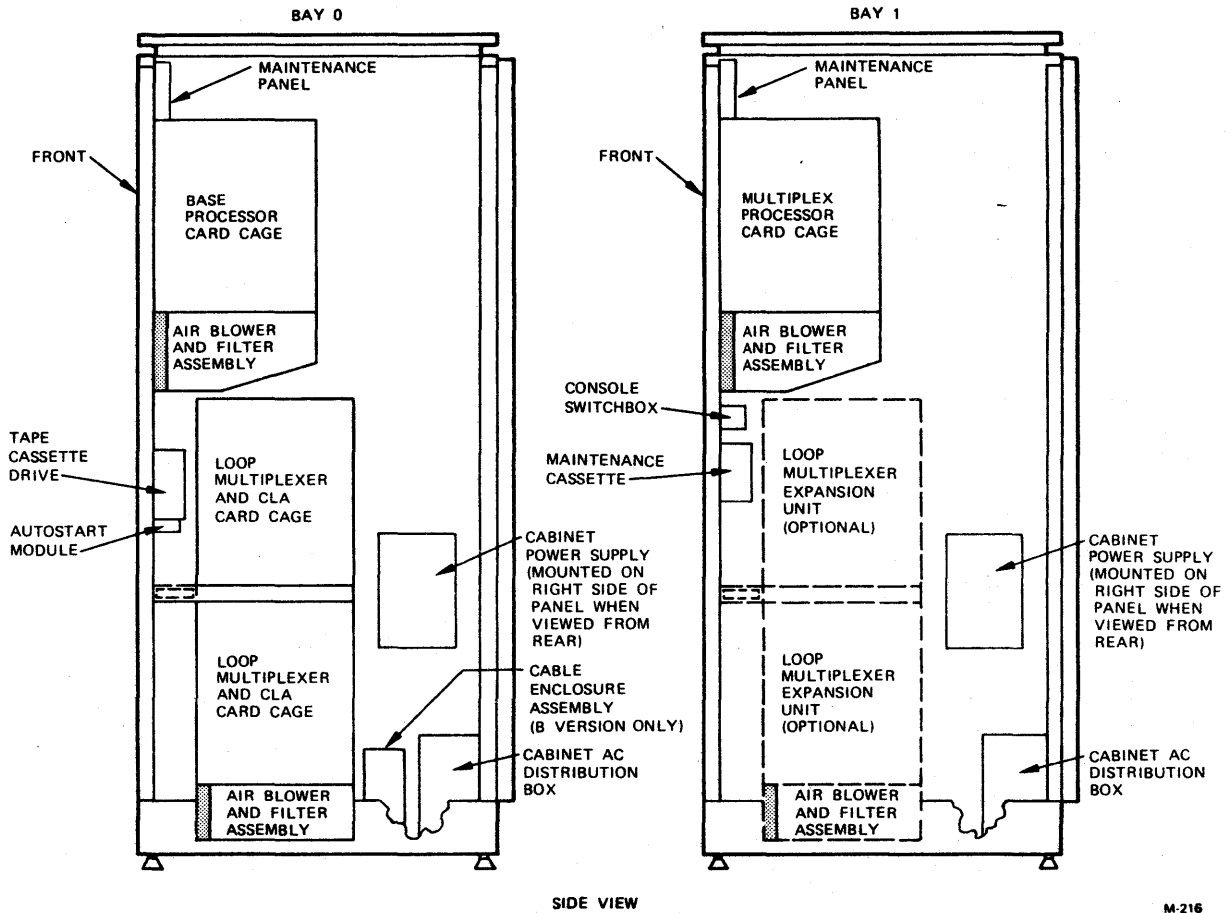 BAY 0
MAINTENANCE
PANEL
FRONT
BASE
PROCESSOR
CARD CAGE
AIR BLOWER
AND FILTER
ASSEMBLY
TAPE
CASSETTE
DRIVE
AUTOSTART
MODULE
LOOP
MULTIPLEXER
AND CLA
CARD CAGE
CABINET
POWER SUPPLY
(MOUNTED ON
RIGHT SIDE OF
PANEL WHEN
VIEWED FROM
REAR)
LOOP
MULTIPLEXER
AND CLA
CARD CAGE
CABLE
ENCLOSURE
ASSEMBLY
(B VERSION ONLY)
CABINET AC
DISTRIBUTION
BOX
AIR BLOWER
AND FILTER
ASSEMBLY
BAY 1
MAINTENANCE
PANEL
FRONT
MULTIPLEX
PROCESSOR
CARD CAGE
AIR BLOWER
AND FILTER
ASSEMBLY
CONSOLE
SWITCHBOX
MAINTENANCE
CASSETTE
LOOP
MULTIPLEXER
EXPANSION
UNIT
(OPTIONAL)
CABINET
POWER SUPPLY
(MOUNTED ON
RIGHT SIDE OF
PANEL WHEN
VIEWED FROM
REAR)
LOOP
MULTIPLEXER
EXPANSION
UNIT
(OPTIONAL)
CABINET AC
DISTRIBUTION
BOX
AIR BLOWER
AND FILTER
ASSEMBLY
SIDE VIEW
M-216